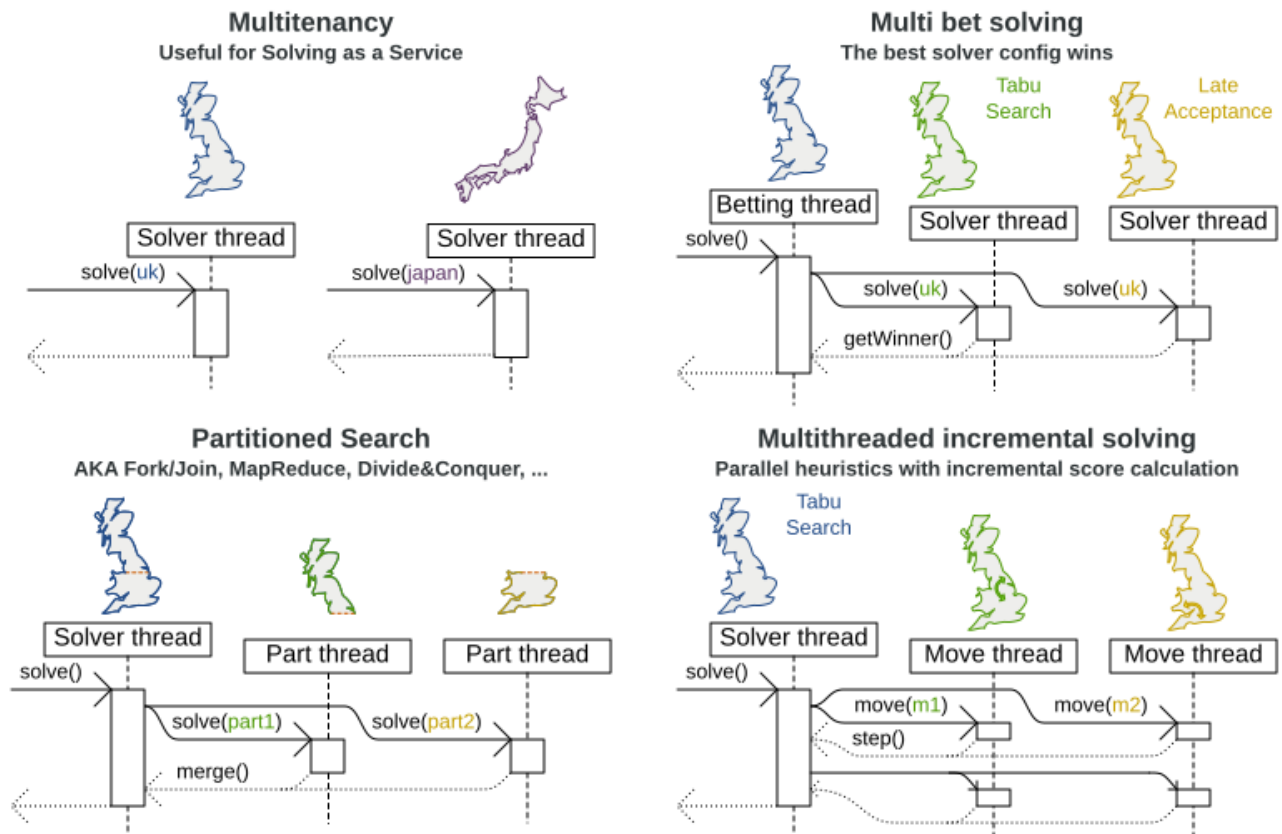 Multitenancy
Useful for Solving as a Service
Solver thread
Solver thread
solve(uk)
solve(japan)
Multi bet solving
The best solver config wins
Tabu
Search
Late
Acceptance
Betting thread
Solver thread
Solver thread
solve()
solve(uk)
solve(uk)
getWinner()
Partitioned Search
AKA Fork/Join, MapReduce, Divide&Conquer, ...
Solver thread
Part thread
Part thread
solve()
solve(part1)
solve(part2)
merge()
Multithreaded incremental solving
Parallel heuristics with incremental score calculation
Tabu
Search
Solver thread
Move thread
Move thread
solve()
move(m1)
move(m2)
step()